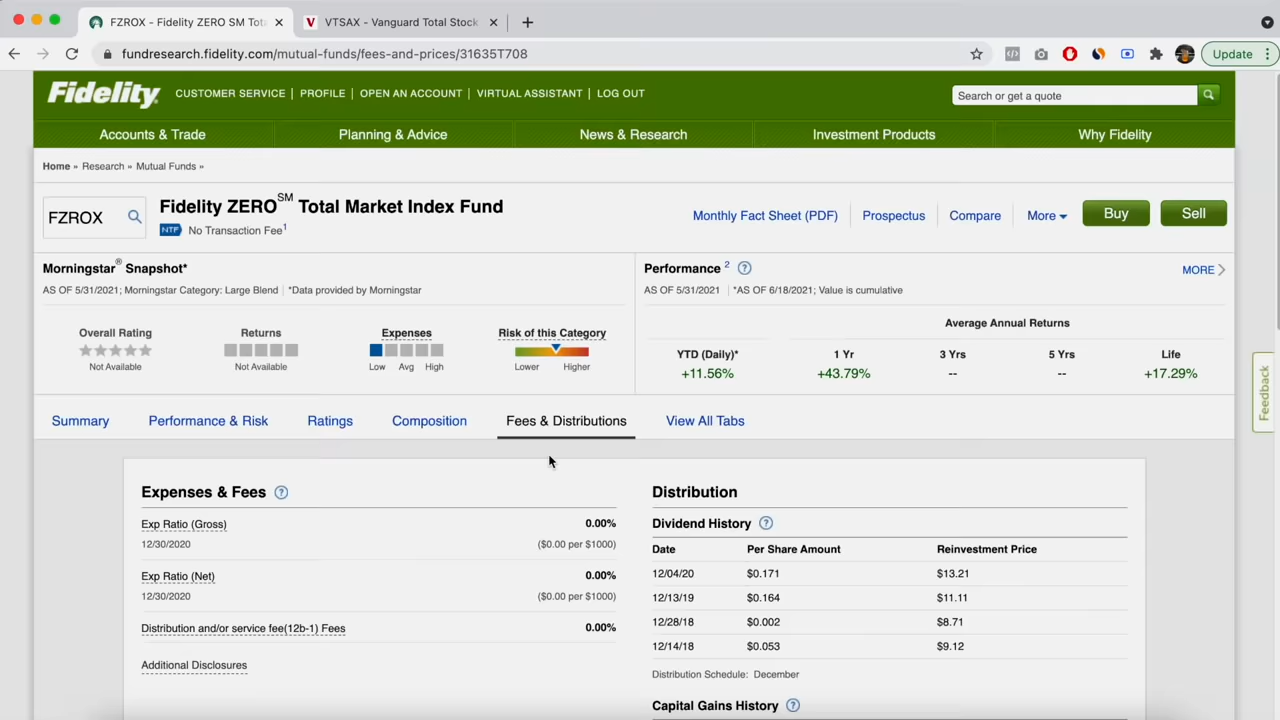 FZROX - Fidelity ZERO SM Tot
VTSAX - Vanguard Total Stock
fundresearch.fidelity.com/mutual-funds/fees-and-prices/31635T708
Update
Fidelity
CUSTOMER SERVICE | PROFILE | OPEN AN ACCOUNT | VIRTUAL ASSISTANT | LOG OUT
Search or get a quote
Accounts & Trade
Planning & Advice
News & Research
Investment Products
Why Fidelity
Home » Research » Mutual Funds »
FZROX
Fidelity ZERO SM Total Market Index Fund
NTF No Transaction Fee1
Monthly Fact Sheet (PDF)
Prospectus
Compare
More
Buy
Sell
Morningstar® Snapshot*
AS OF 5/31/2021; Morningstar Category: Large Blend | *Data provided by Morningstar
Overall Rating
Not Available
Returns
Not Available
Expenses
Low Avg High
Risk of this Category
Lower Higher
Performance 2 ?
MORE
AS OF 5/31/2021 | *AS OF 6/18/2021; Value is cumulative
Average Annual Returns
YTD (Daily)* 1 Yr 3 Yrs 5 Yrs Life
+11.56% +43.79% -- -- +17.29%
Feedback
Summary
Performance & Risk
Ratings
Composition
Fees & Distributions
View All Tabs
Expenses & Fees ?
Exp Ratio (Gross) 0.00%
12/30/2020 ($0.00 per $1000)
Exp Ratio (Net) 0.00%
12/30/2020 ($0.00 per $1000)
Distribution and/or service fee(12b-1) Fees 0.00%
Additional Disclosures
Distribution
Dividend History ?
Date Per Share Amount Reinvestment Price
12/04/20 $0.171 $13.21
12/13/19 $0.164 $11.11
12/28/18 $0.002 $8.71
12/14/18 $0.053 $9.12
Distribution Schedule: December
Capital Gains History ?